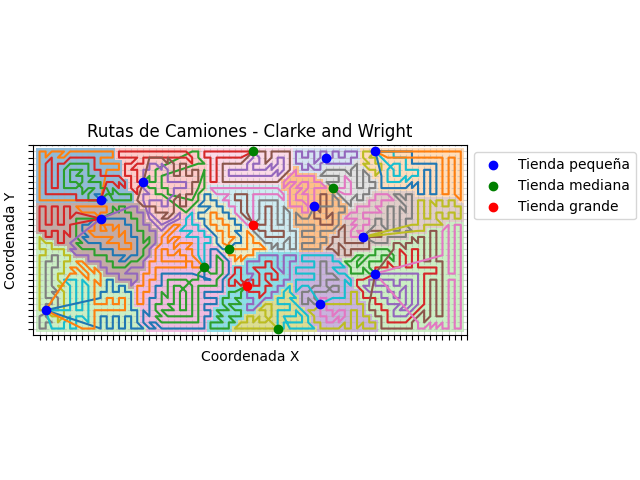 Rutas de Camiones - Clarke and Wright
Tienda pequeña
Tienda mediana
Tienda grande
Coordenada Y
Coordenada X